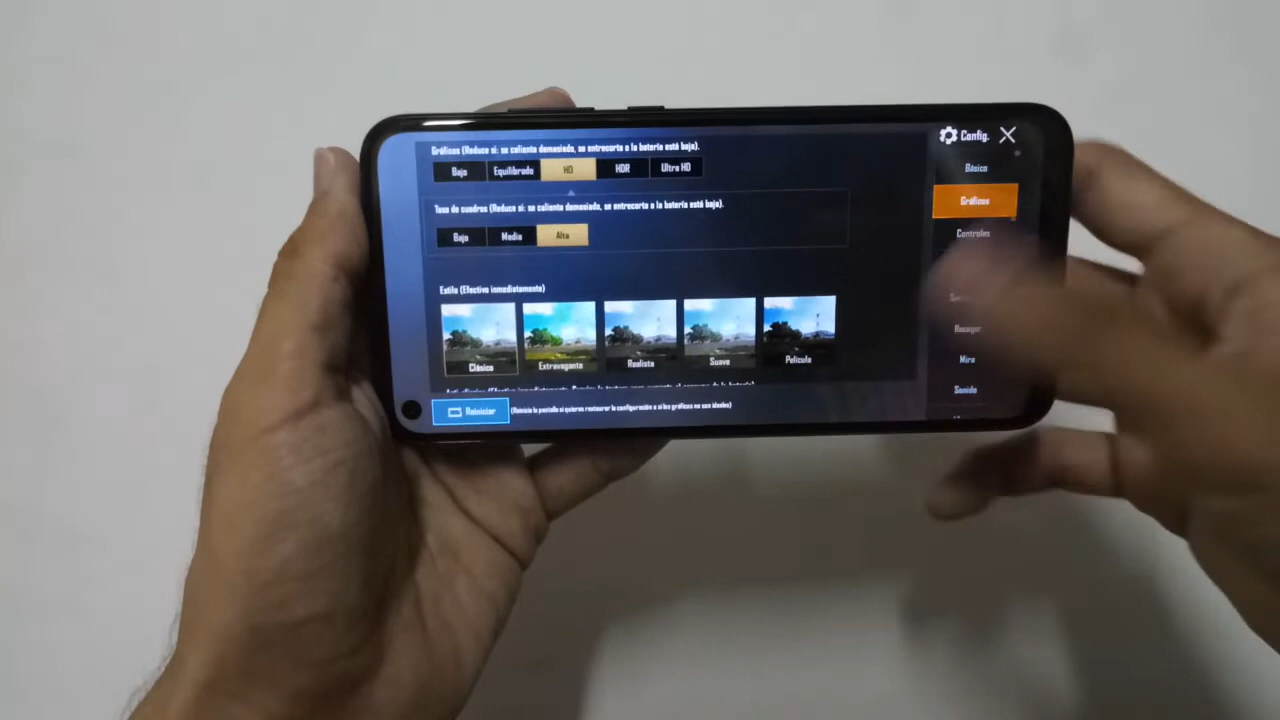 Config.
Gráficos (Reduce si: se calienta demasiado, se entrecorta o la batería está baja).
Bajo Equilibrado HD HDR Ultra HD
Básico
Gráficos
Tasa de cuadros (Reduce si: se calienta demasiado, se entrecorta o la batería está baja).
Bajo Media Alta
Controles
Estilo (Efectivo inmediatamente)
Clásico Extravagante Realista Suave Película
Recoger
Mira
Sonido
Reiniciar (Reinicie la pantalla si quieres restaurar la configuración o si los gráficos no son ideales)